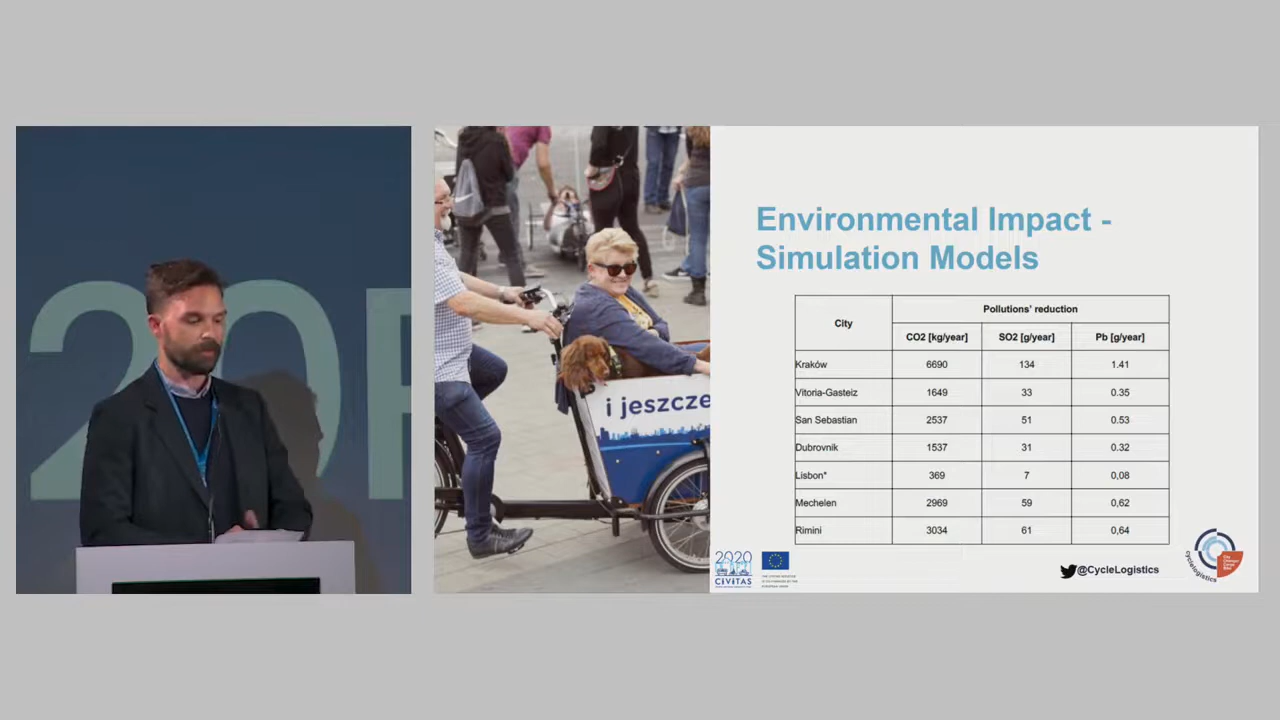 20
i jeszcze
Environmental Impact -
Simulation Models
City
Pollutions' reduction
CO2 [kg/year] SO2 [g/year] Pb [g/year]
Kraków 6690 134 1.41
Vitoria-Gasteiz 1649 33 0.35
San Sebastian 2537 51 0.53
Dubrovnik 1537 31 0.32
Lisbon* 369 7 0,08
Mechelen 2969 59 0,62
Rimini 3034 61 0,64
2020
CIVITAS
@CycleLogistics
cyclelogistics